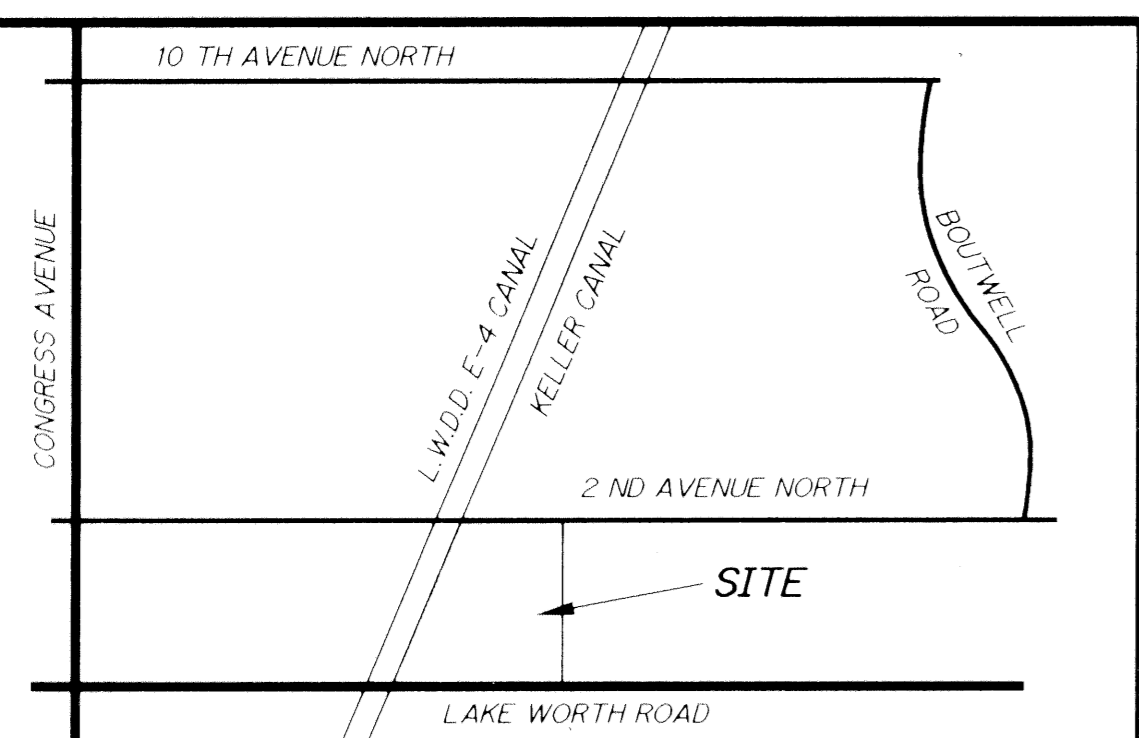 10 TH AVENUE NORTH
CONGRESS AVENUE
L.W.D.D. E-4 CANAL
KELLER CANAL
BOUTWELL
ROAD
2 ND AVENUE NORTH
SITE
LAKE WORTH ROAD